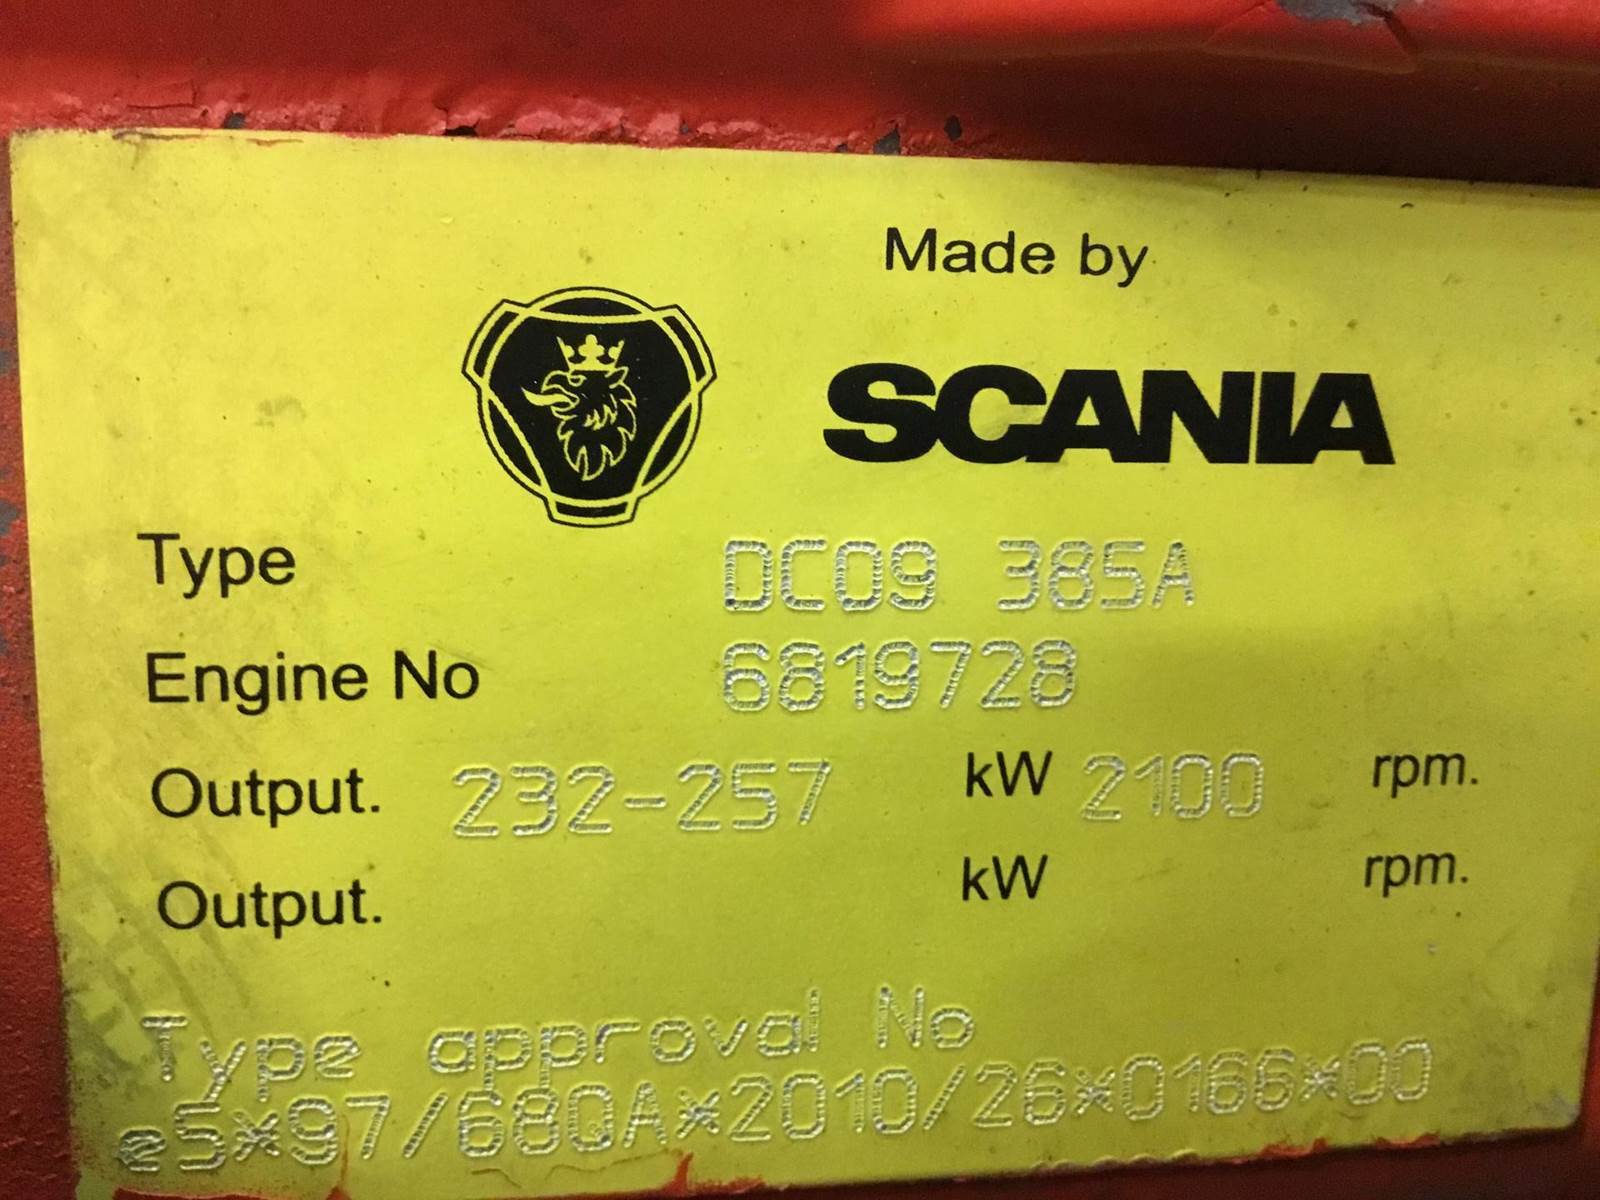 Made by
SCANIA
Type DC09 385A
Engine No 6819728
Output. 232-257 kW 2100 rpm.
Output. kW rpm.
Type approval No
e5*97/68QA*2010/26*0166*00